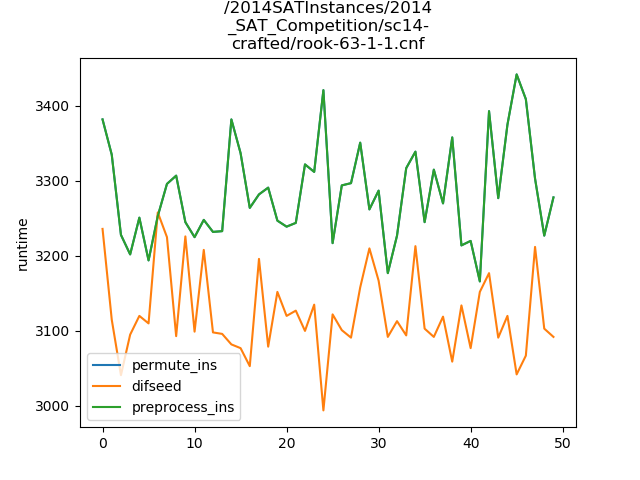 /2014SATInstances/2014
_SAT_Competition/sc14-
crafted/rook-63-1-1.cnf
3400
3300
3200
3100
3000
runtime
permute_ins
difseed
preprocess_ins
0
10
20
30
40
50